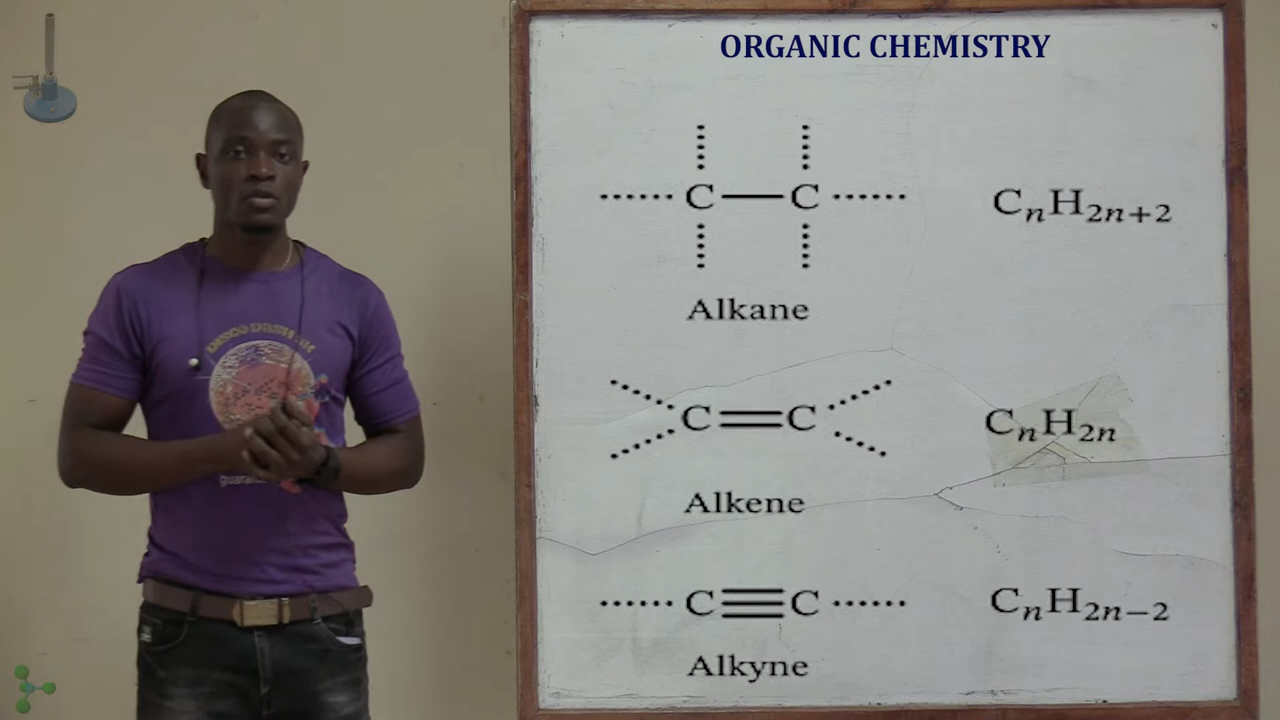 ORGANIC CHEMISTRY
C — C
CₙH₂ₙ₊₂
Alkane
C ═ C
CₙH₂ₙ
Alkene
C ≡ C
CₙH₂ₙ₋₂
Alkyne